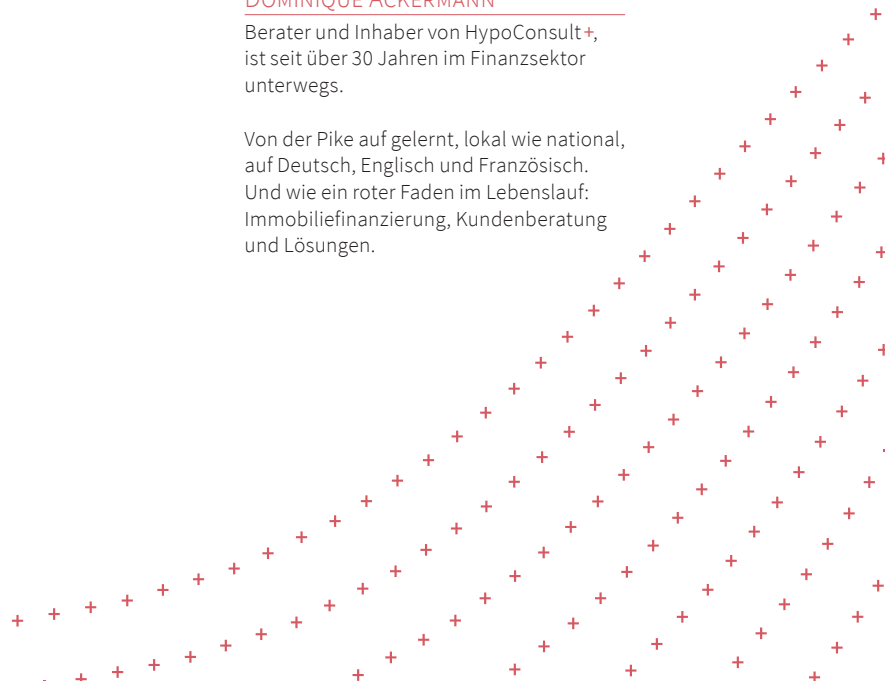 DOMINIQUE ACKERMANN
Berater und Inhaber von HypoConsult+,
ist seit über 30 Jahren im Finanzsektor
unterwegs.
Von der Pike auf gelernt, lokal wie national,
auf Deutsch, Englisch und Französisch.
Und wie ein roter Faden im Lebenslauf:
Immobiliefinanzierung, Kundenberatung
und Lösungen.